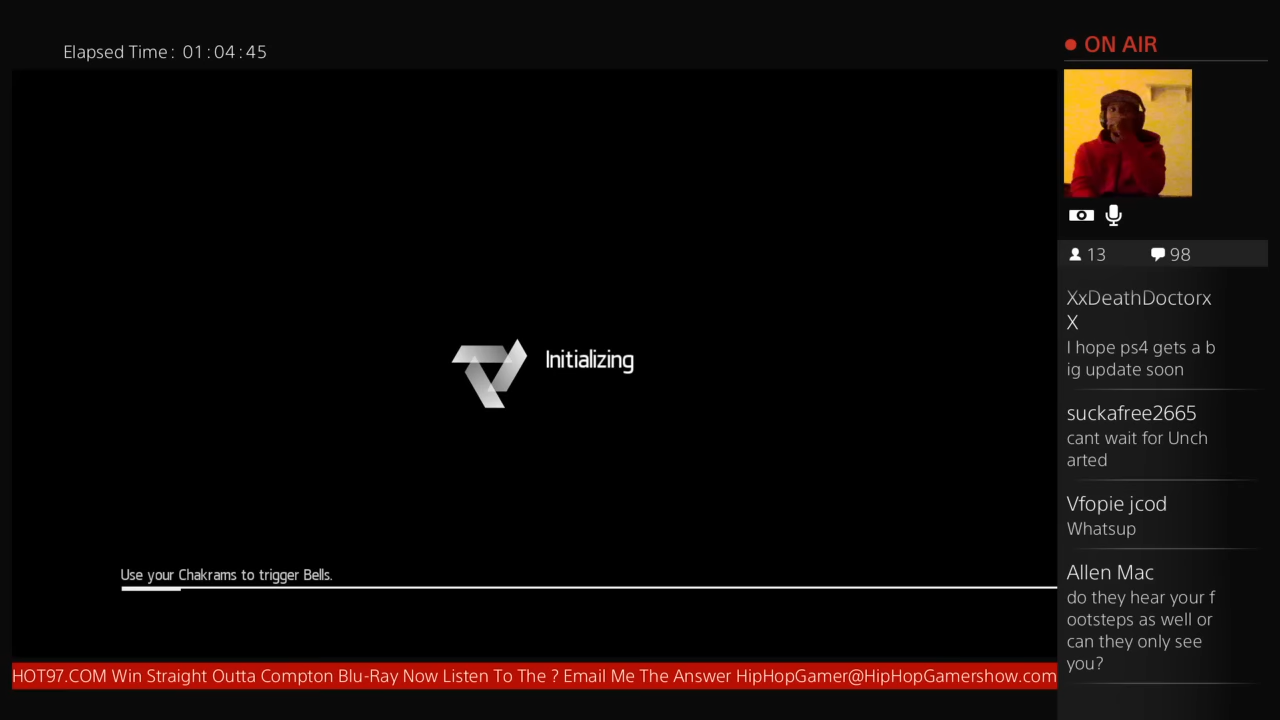 Elapsed Time: 01:04:45
ON AIR
13 98
XxDeathDoctorx
X
I hope ps4 gets a b
ig update soon
suckafree2665
cant wait for Unch
arted
Vfopie jcod
Whatsup
Allen Mac
do they hear your f
ootsteps as well or
can they only see
you?
Initializing
Use your Chakrams to trigger Bells.
HOT97.COM Win Straight Outta Compton Blu-Ray Now Listen To The ? Email Me The Answer HipHopGamer@HipHopGamershow.com